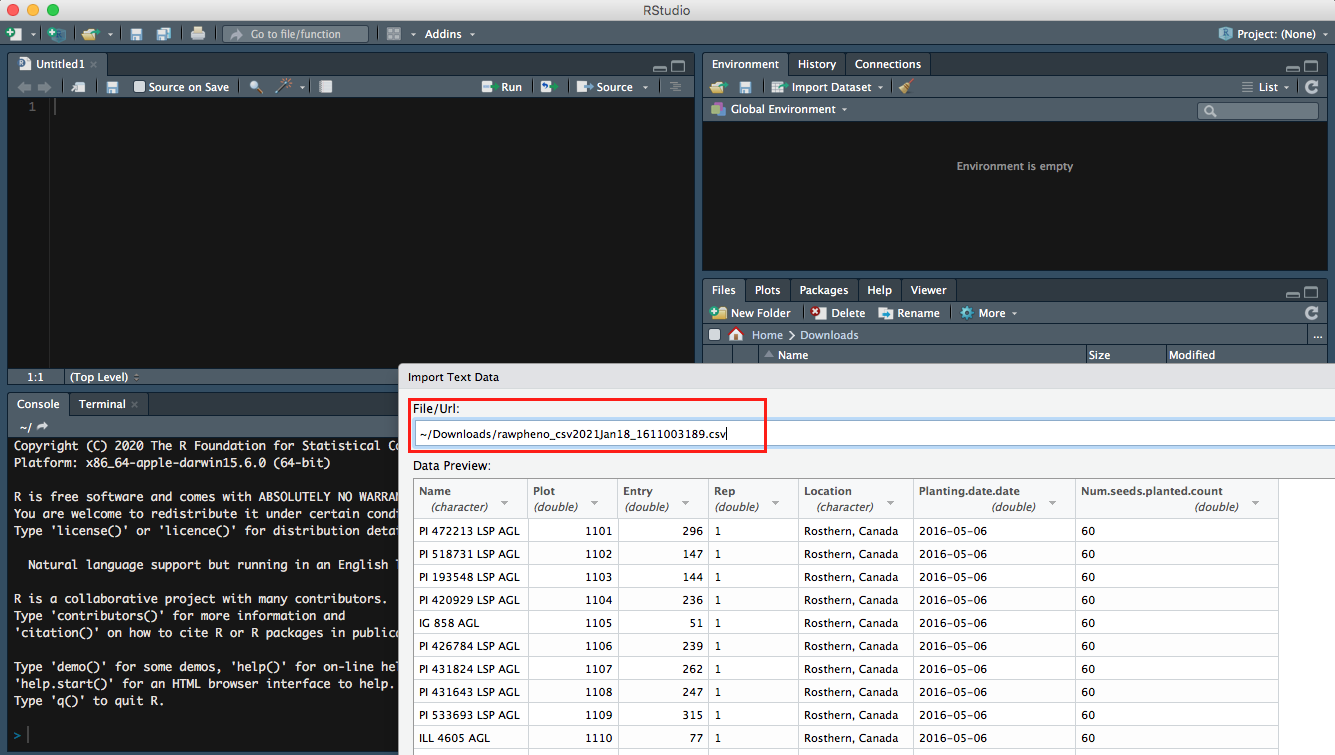 RStudio
Go to file/function Addins Project: (None)
Untitled1
Source on Save Run Source
1
1:1 (Top Level)
Environment History Connections
Import Dataset List
Global Environment
Environment is empty
Files Plots Packages Help Viewer
New Folder Delete Rename More
Home Downloads ...
Name Size Modified
Console Terminal
~/
Copyright (C) 2020 The R Foundation for Statistical Co
Platform: x86_64-apple-darwin15.6.0 (64-bit)
R is free software and comes with ABSOLUTELY NO WARRAN
You are welcome to redistribute it under certain cond
Type 'license()' or 'licence()' for distribution detai
Natural language support but running in an English l
R is a collaborative project with many contributors.
Type 'contributors()' for more information and
'citation()' on how to cite R or R packages in publica
Type 'demo()' for some demos, 'help()' for on-line hel
'help.start()' for an HTML browser interface to help.
Type 'q()' to quit R.
>
Import Text Data
File/Url:
~/Downloads/rawpheno_csv2021Jan18_1611003189.csv
Data Preview:
Name Plot Entry Rep Location Planting.date.date Num.seeds.planted.count
(character) (double) (double) (double) (character) (double) (double)
PI 472213 LSP AGL 1101 296 1 Rosthern, Canada 2016-05-06 60
PI 518731 LSP AGL 1102 147 1 Rosthern, Canada 2016-05-06 60
PI 193548 LSP AGL 1103 144 1 Rosthern, Canada 2016-05-06 60
PI 420929 LSP AGL 1104 236 1 Rosthern, Canada 2016-05-06 60
IG 858 AGL 1105 51 1 Rosthern, Canada 2016-05-06 60
PI 426784 LSP AGL 1106 239 1 Rosthern, Canada 2016-05-06 60
PI 431824 LSP AGL 1107 262 1 Rosthern, Canada 2016-05-06 60
PI 431643 LSP AGL 1108 247 1 Rosthern, Canada 2016-05-06 60
PI 533693 LSP AGL 1109 315 1 Rosthern, Canada 2016-05-06 60
ILL 4605 AGL 1110 77 1 Rosthern, Canada 2016-05-06 60